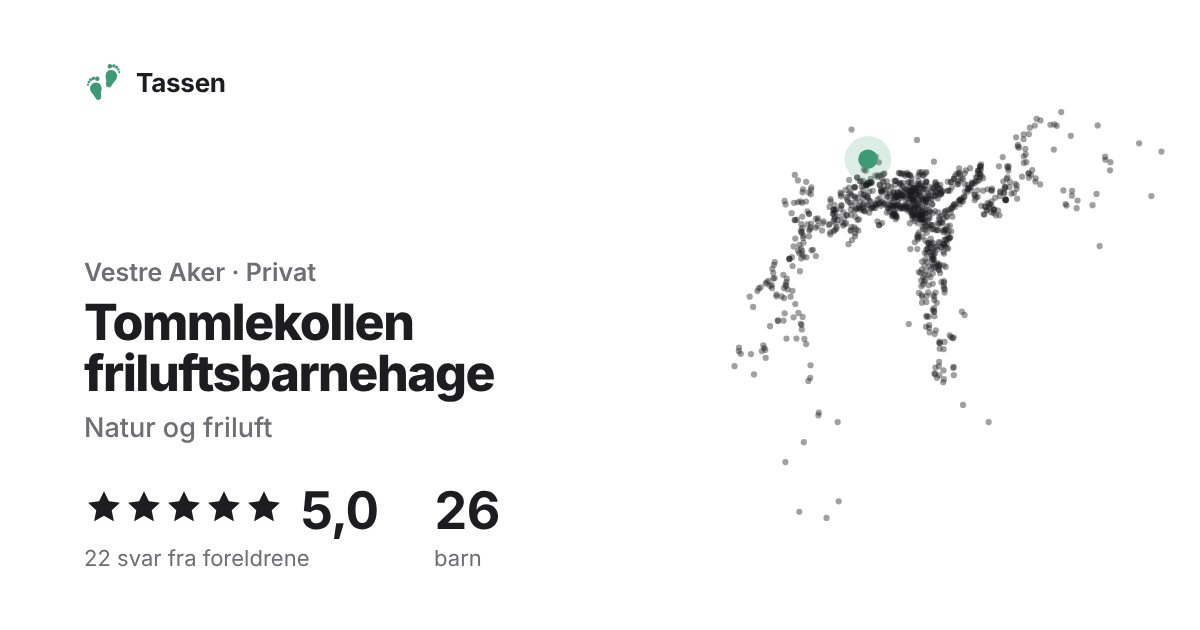 Tassen
Vestre Aker · Privat
Tommlekollen
friluftsbarnehage
Natur og friluft
5,0
22 svar fra foreldrene
26
barn